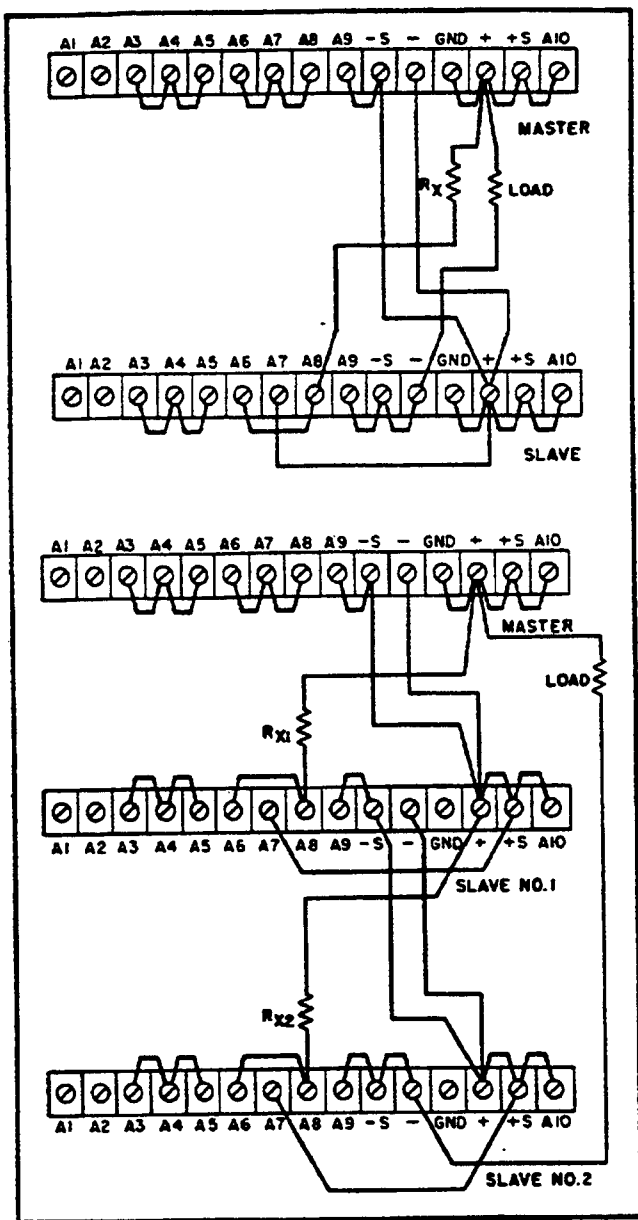 A1 A2 A3 A4 A5 A6 A7 A8 A9 -S - GND + +S A10
MASTER
RX LOAD
A1 A2 A3 A4 A5 A6 A7 A8 A9 -S - GND + +S A10
SLAVE
A1 A2 A3 A4 A5 A6 A7 A8 A9 -S - GND + +S A10
MASTER
LOAD
RX1
A1 A2 A3 A4 A5 A6 A7 A8 A9 -S - GND + +S A10
SLAVE NO.1
RX2
A1 A2 A3 A4 A5 A6 A7 A8 A9 -S - GND + +S A10
SLAVE NO.2